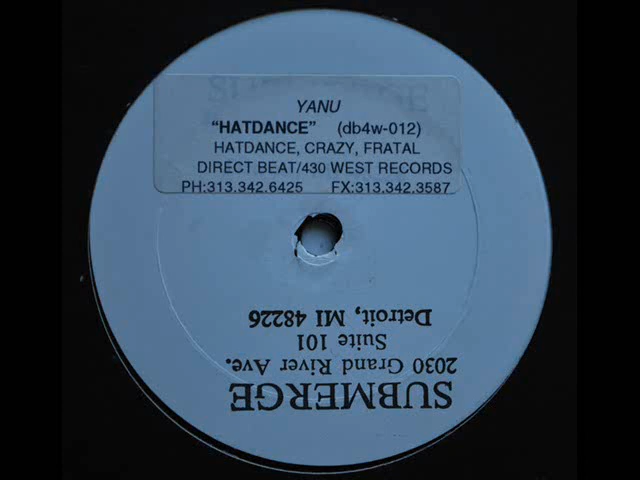 YANU
"HATDANCE" (db4w-012)
HATDANCE, CRAZY, FRATAL
DIRECT BEAT/430 WEST RECORDS
PH:313.342.6425 FX:313.342.3587
SUBMERGE
2030 Grand River Ave.
Suite 101
Detroit, MI 48226